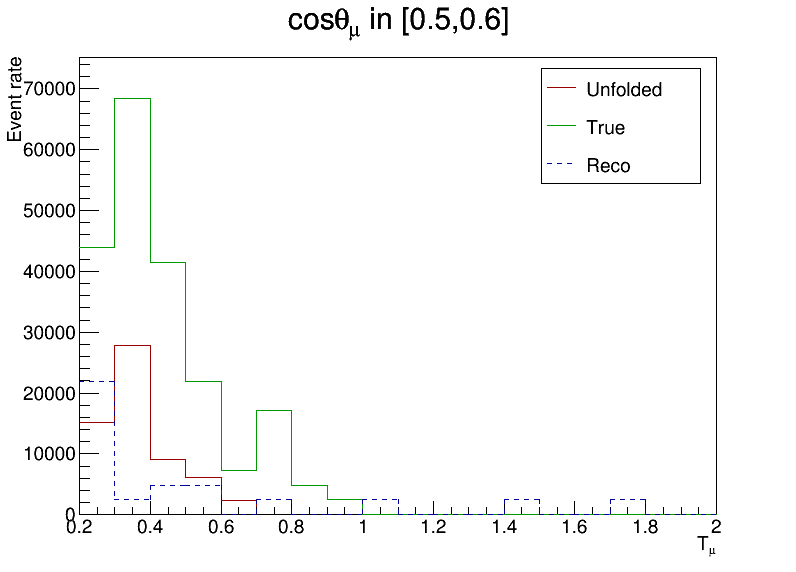 cosθμ in [0.5,0.6]
Event rate
Unfolded
True
Reco
70000
60000
50000
40000
30000
20000
10000
0
0.2 0.4 0.6 0.8 1 1.2 1.4 1.6 1.8 2
Tμ